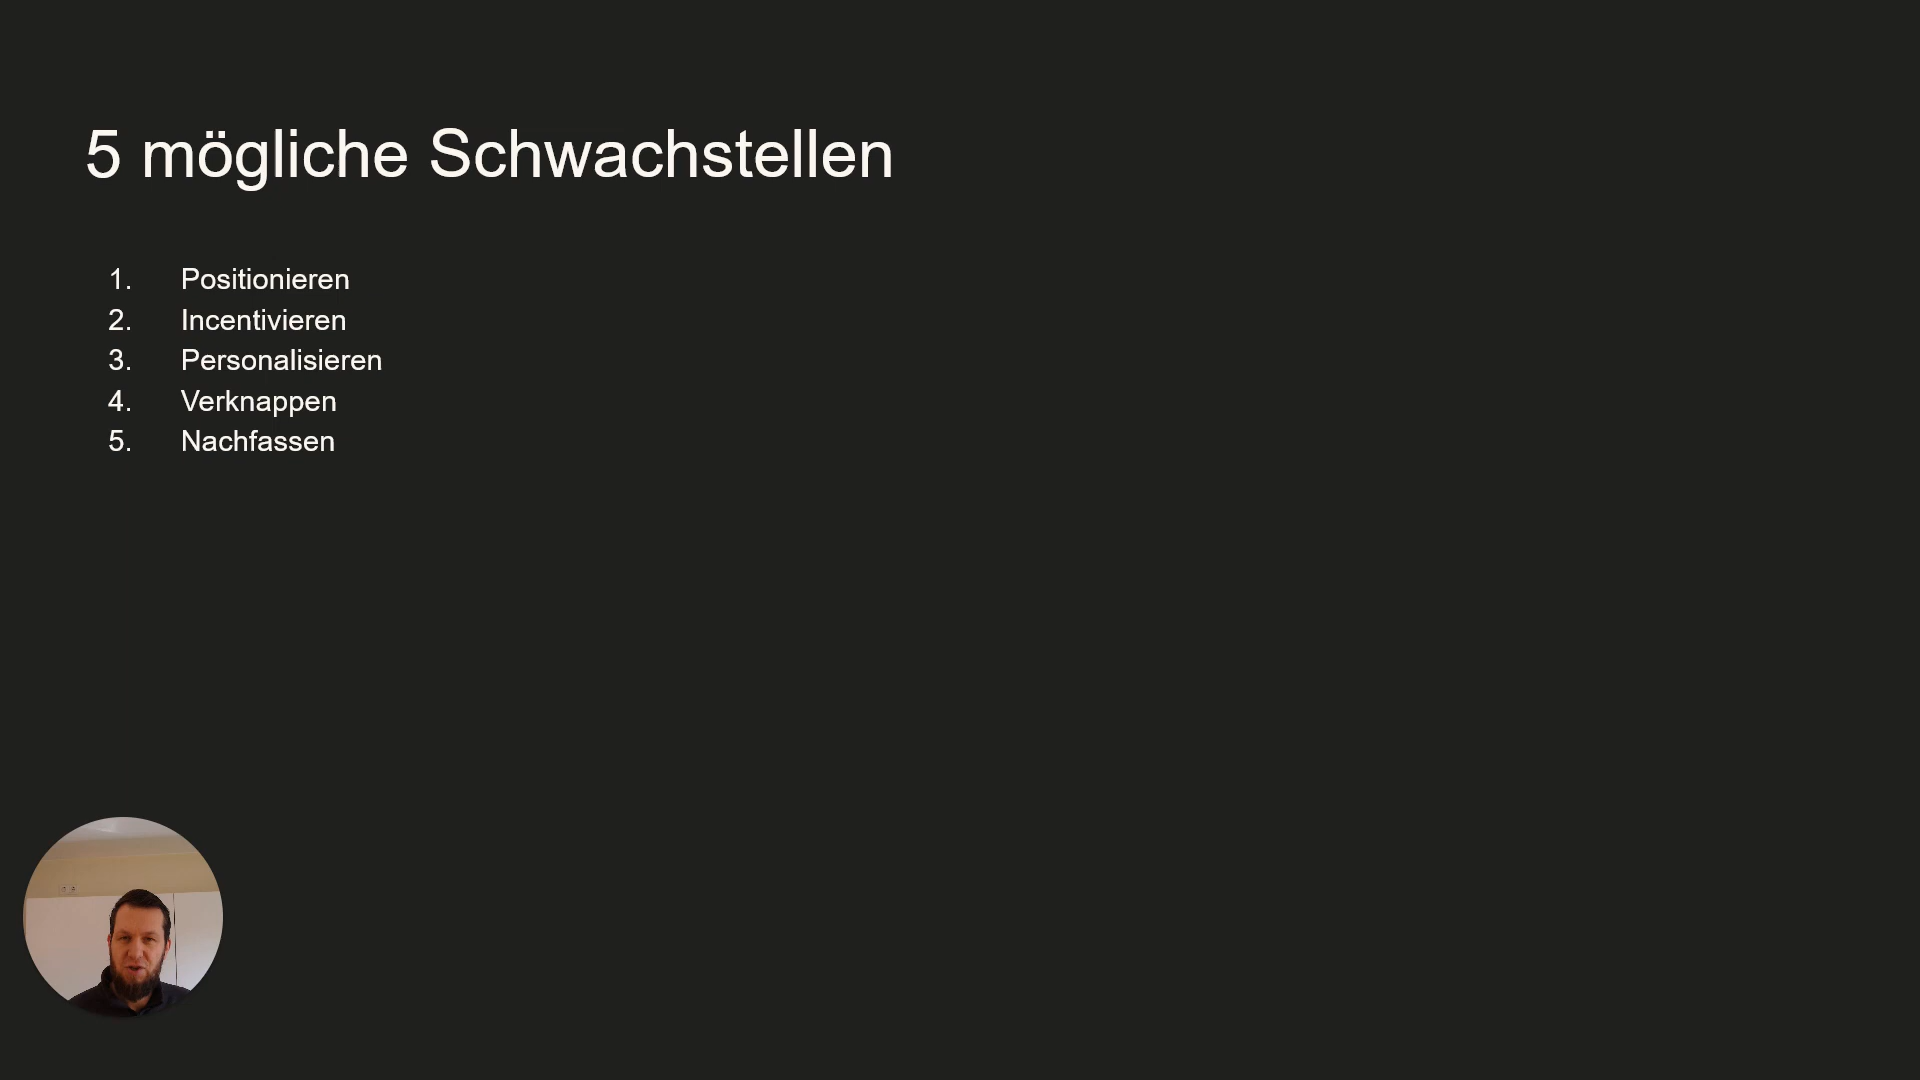 5 mögliche Schwachstellen
1. Positionieren
2. Incentivieren
3. Personalisieren
4. Verknappen
5. Nachfassen